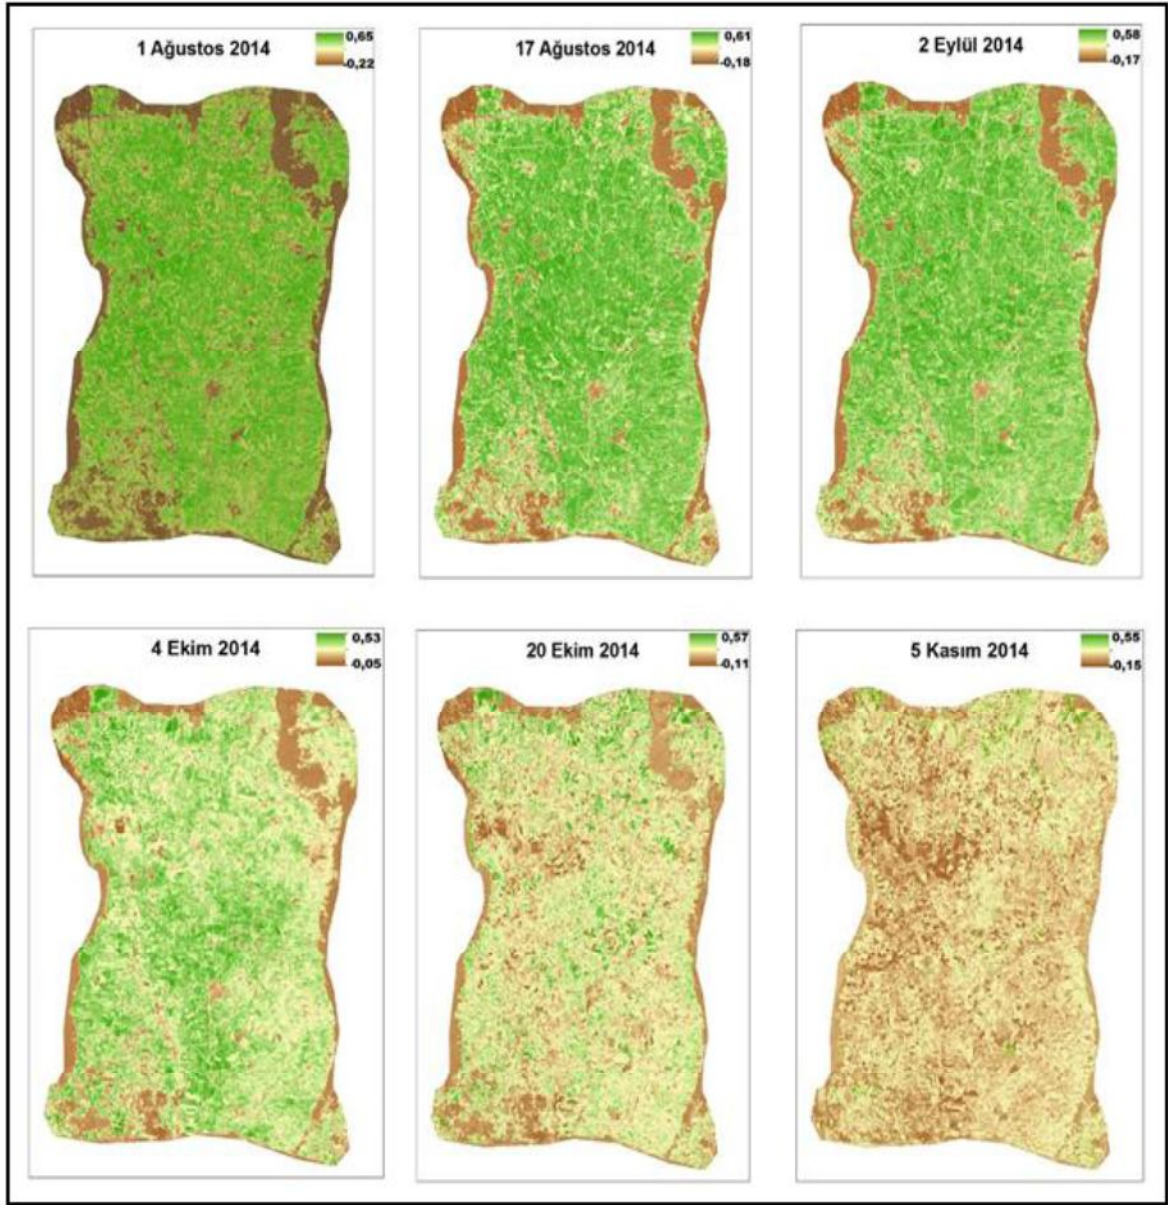 1 Ağustos 2014
0,65
-0,22
17 Ağustos 2014
0,61
-0,18
2 Eylül 2014
0,58
-0,17
4 Ekim 2014
0,53
-0,05
20 Ekim 2014
0,57
-0,11
5 Kasım 2014
0,55
-0,15